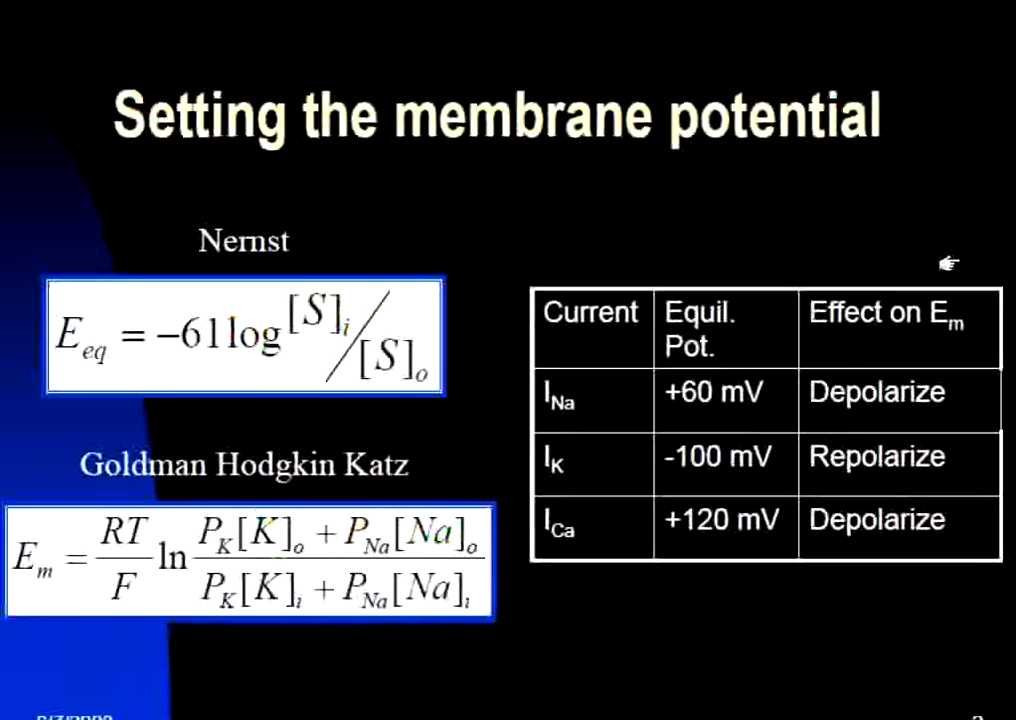 Setting the membrane potential
Nernst
E_eq = -61 log [S]_i / [S]_o
Goldman Hodgkin Katz
E_m = RT/F ln (P_K[K]_o + P_Na[Na]_o) / (P_K[K]_i + P_Na[Na]_i)
Current Equil. Pot. Effect on E_m
I_Na +60 mV Depolarize
I_K -100 mV Repolarize
I_Ca +120 mV Depolarize